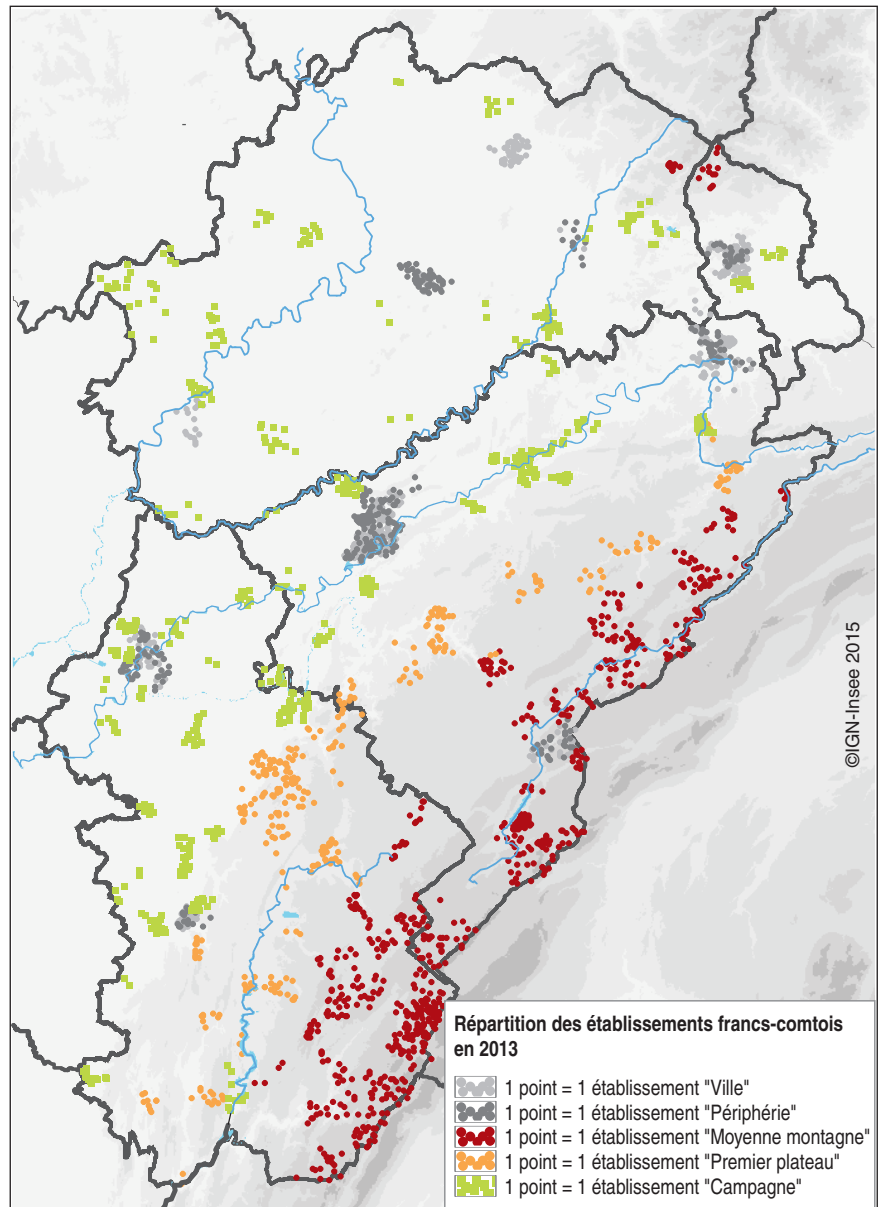 ©IGN-Insee 2015
Répartition des établissements francs-comtois
en 2013
1 point = 1 établissement "Ville"
1 point = 1 établissement "Périphérie"
1 point = 1 établissement "Moyenne montagne"
1 point = 1 établissement "Premier plateau"
1 point = 1 établissement "Campagne"